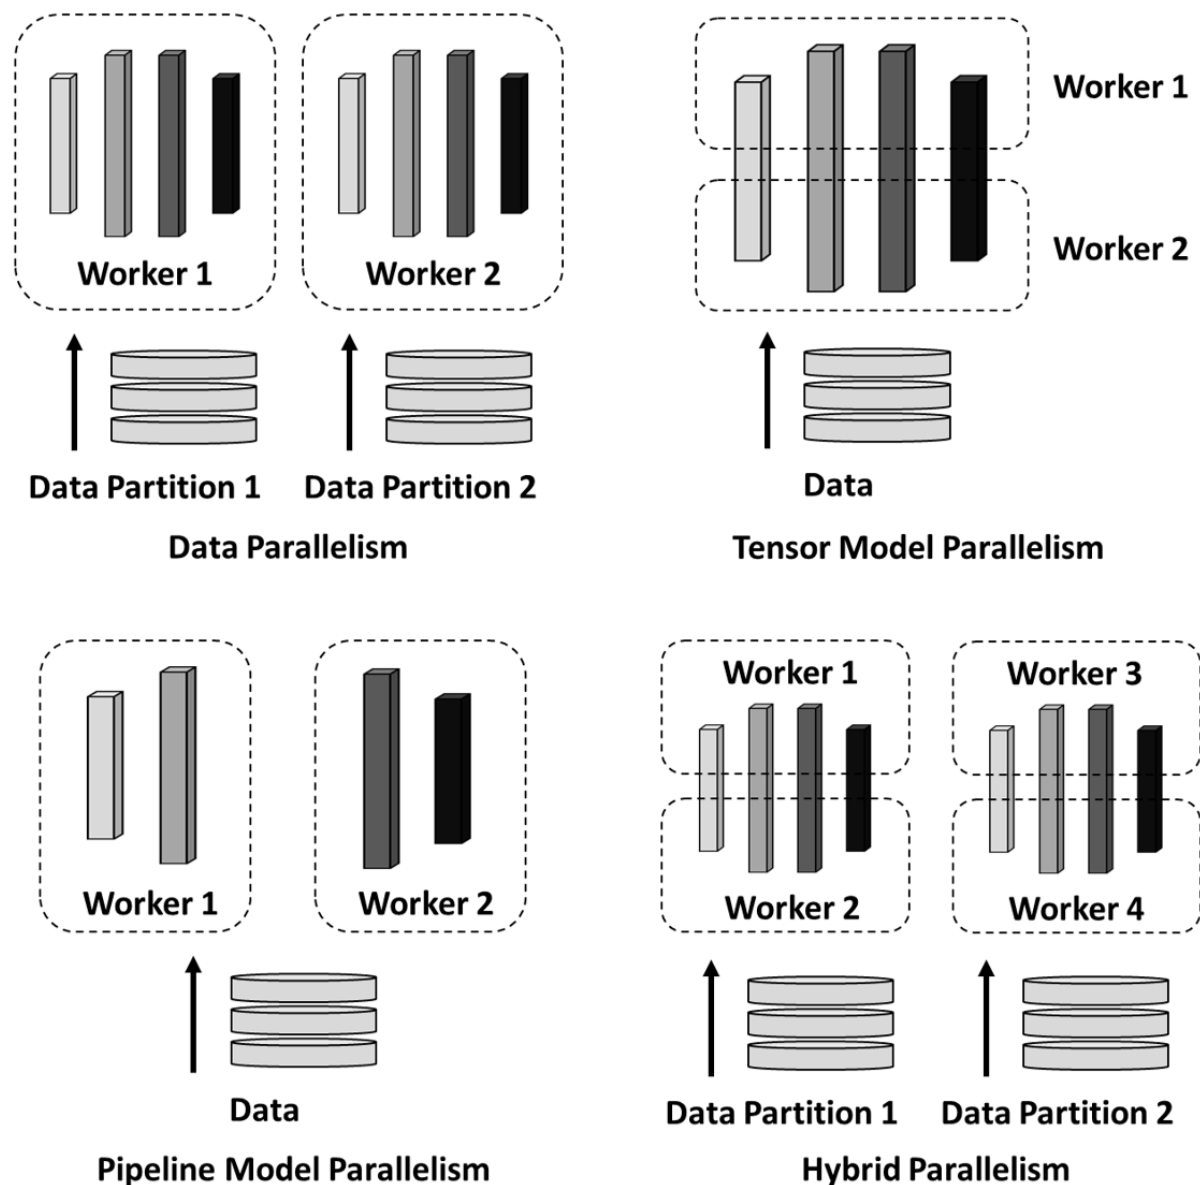 Worker 1
Worker 2
Data Partition 1
Data Partition 2
Data Parallelism
Worker 1
Worker 2
Data
Tensor Model Parallelism
Worker 1
Worker 2
Data
Pipeline Model Parallelism
Worker 1
Worker 3
Worker 2
Worker 4
Data Partition 1
Data Partition 2
Hybrid Parallelism